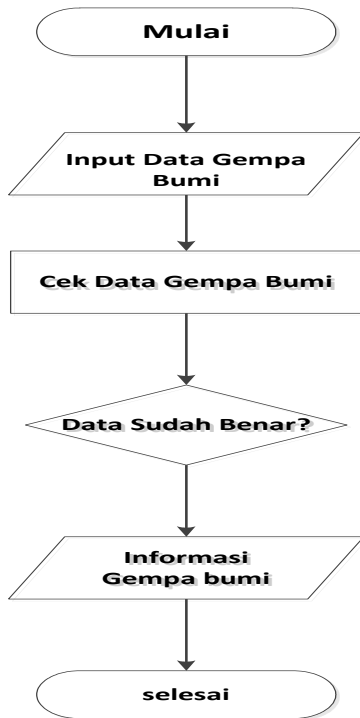 Mulai
Input Data Gempa
Bumi
Cek Data Gempa Bumi
Data Sudah Benar?
Informasi
Gempa bumi
selesai